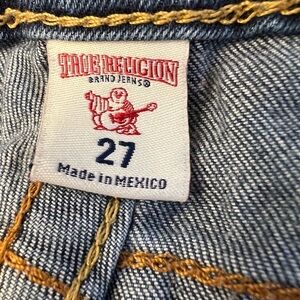 TRUE RELIGION
BRAND JEANS®
27
Made in MEXICO